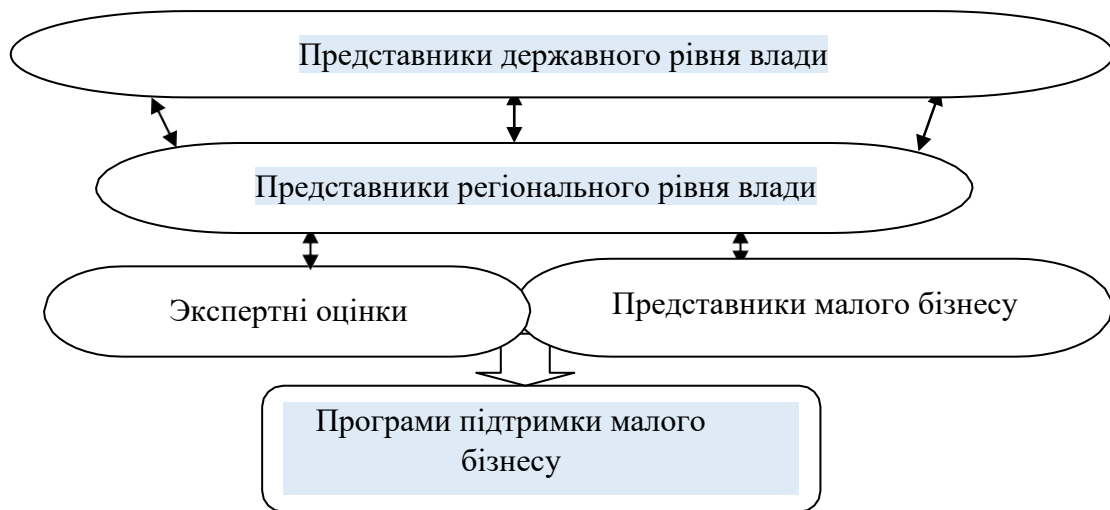 Представники державного рівня влади
Представники регіонального рівня влади
Экспертні оцінки
Представники малого бізнесу
Програми підтримки малого
бізнесу